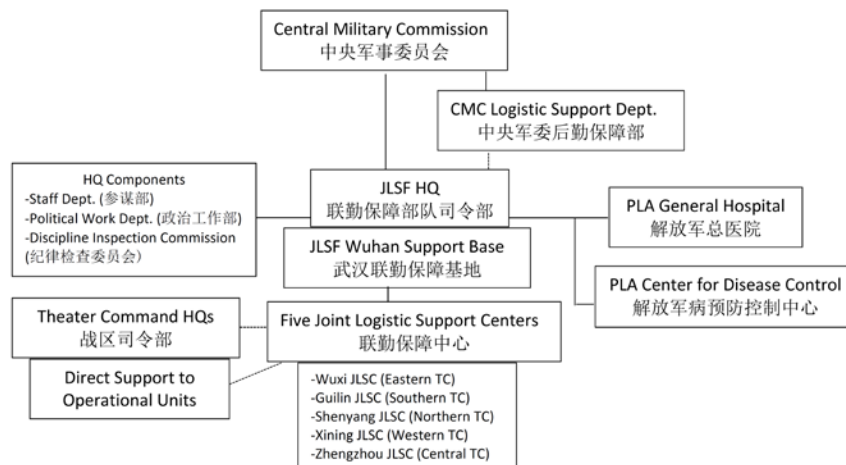 Central Military Commission
中央军事委员会
CMC Logistic Support Dept.
中央军委后勤保障部
HQ Components
-Staff Dept. (参谋部)
-Political Work Dept. (政治工作部)
-Discipline Inspection Commission
(纪律检查委员会）
JLSF HQ
联勤保障部队司令部
PLA General Hospital
解放军总医院
JLSF Wuhan Support Base
武汉联勤保障基地
PLA Center for Disease Control
解放军病预防控制中心
Theater Command HQs
战区司令部
Five Joint Logistic Support Centers
联勤保障中心
Direct Support to
Operational Units
-Wuxi JLSC (Eastern TC)
-Guilin JLSC (Southern TC)
-Shenyang JLSC (Northern TC)
-Xining JLSC (Western TC)
-Zhengzhou JLSC (Central TC)